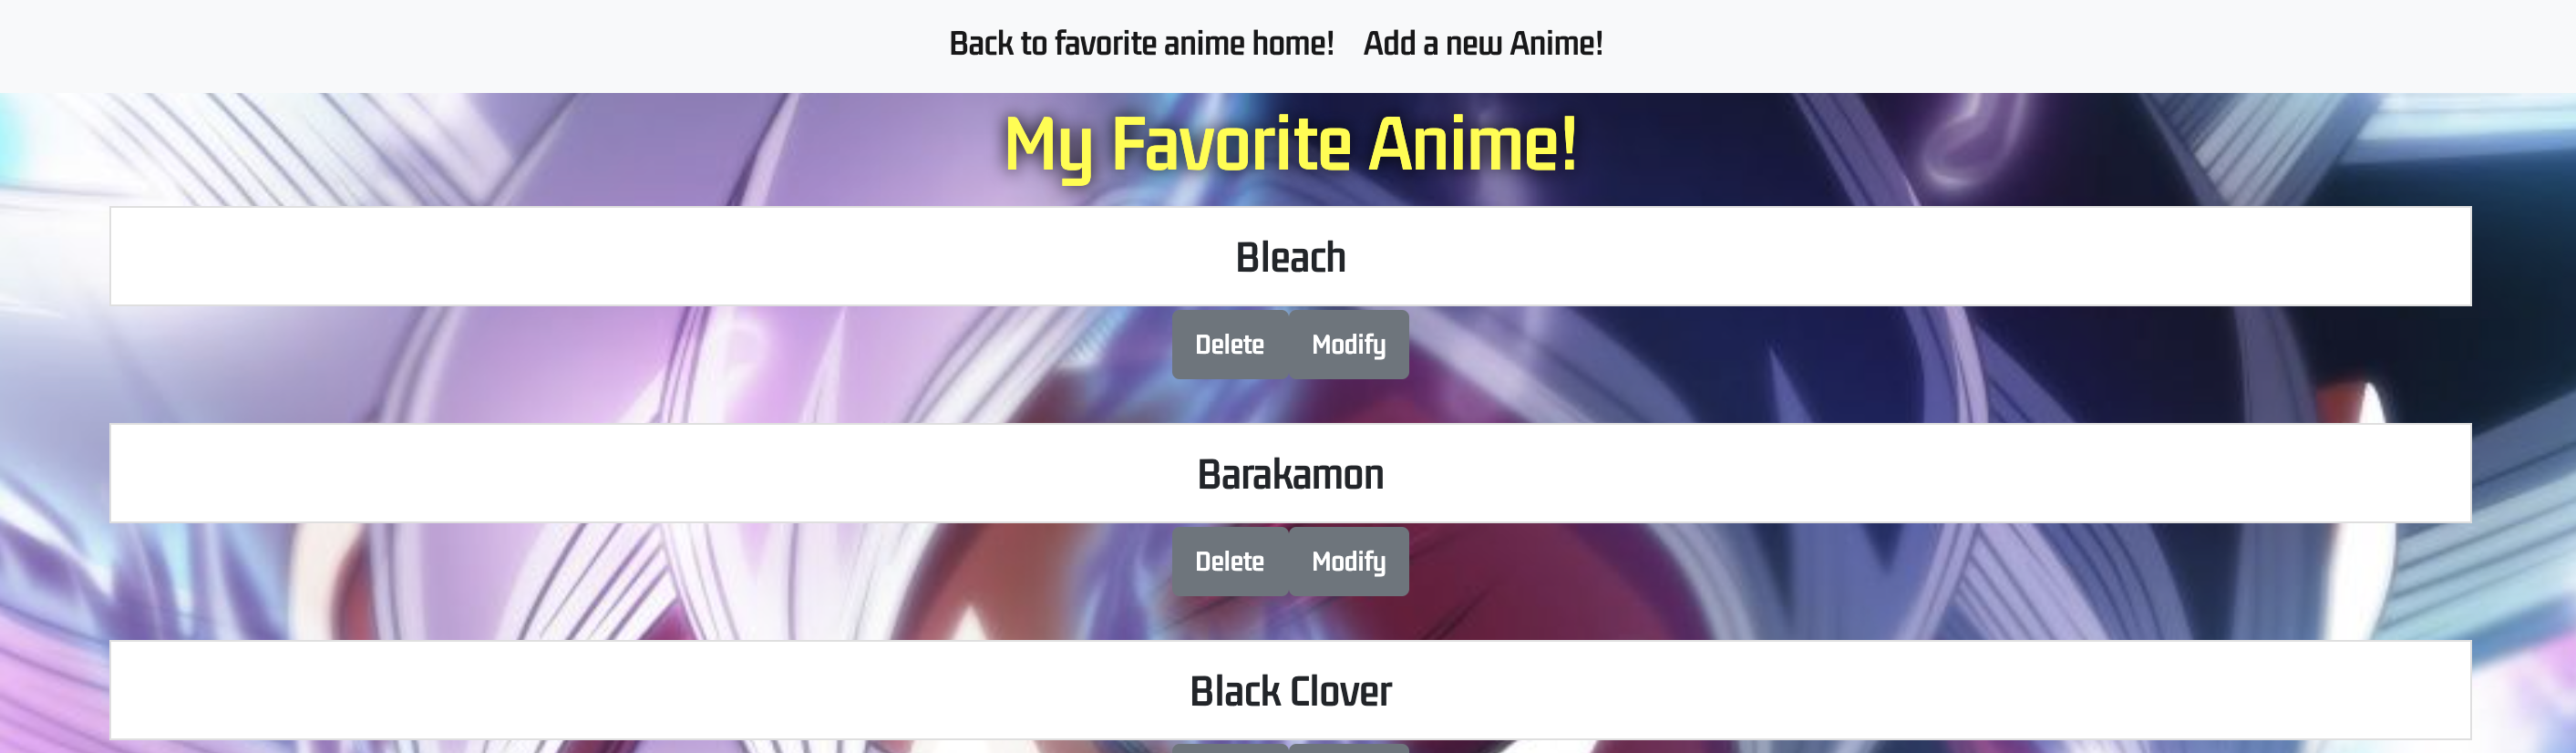 Back to favorite anime home! Add a new Anime!
My Favorite Anime!
Bleach
Delete Modify
Barakamon
Delete Modify
Black Clover